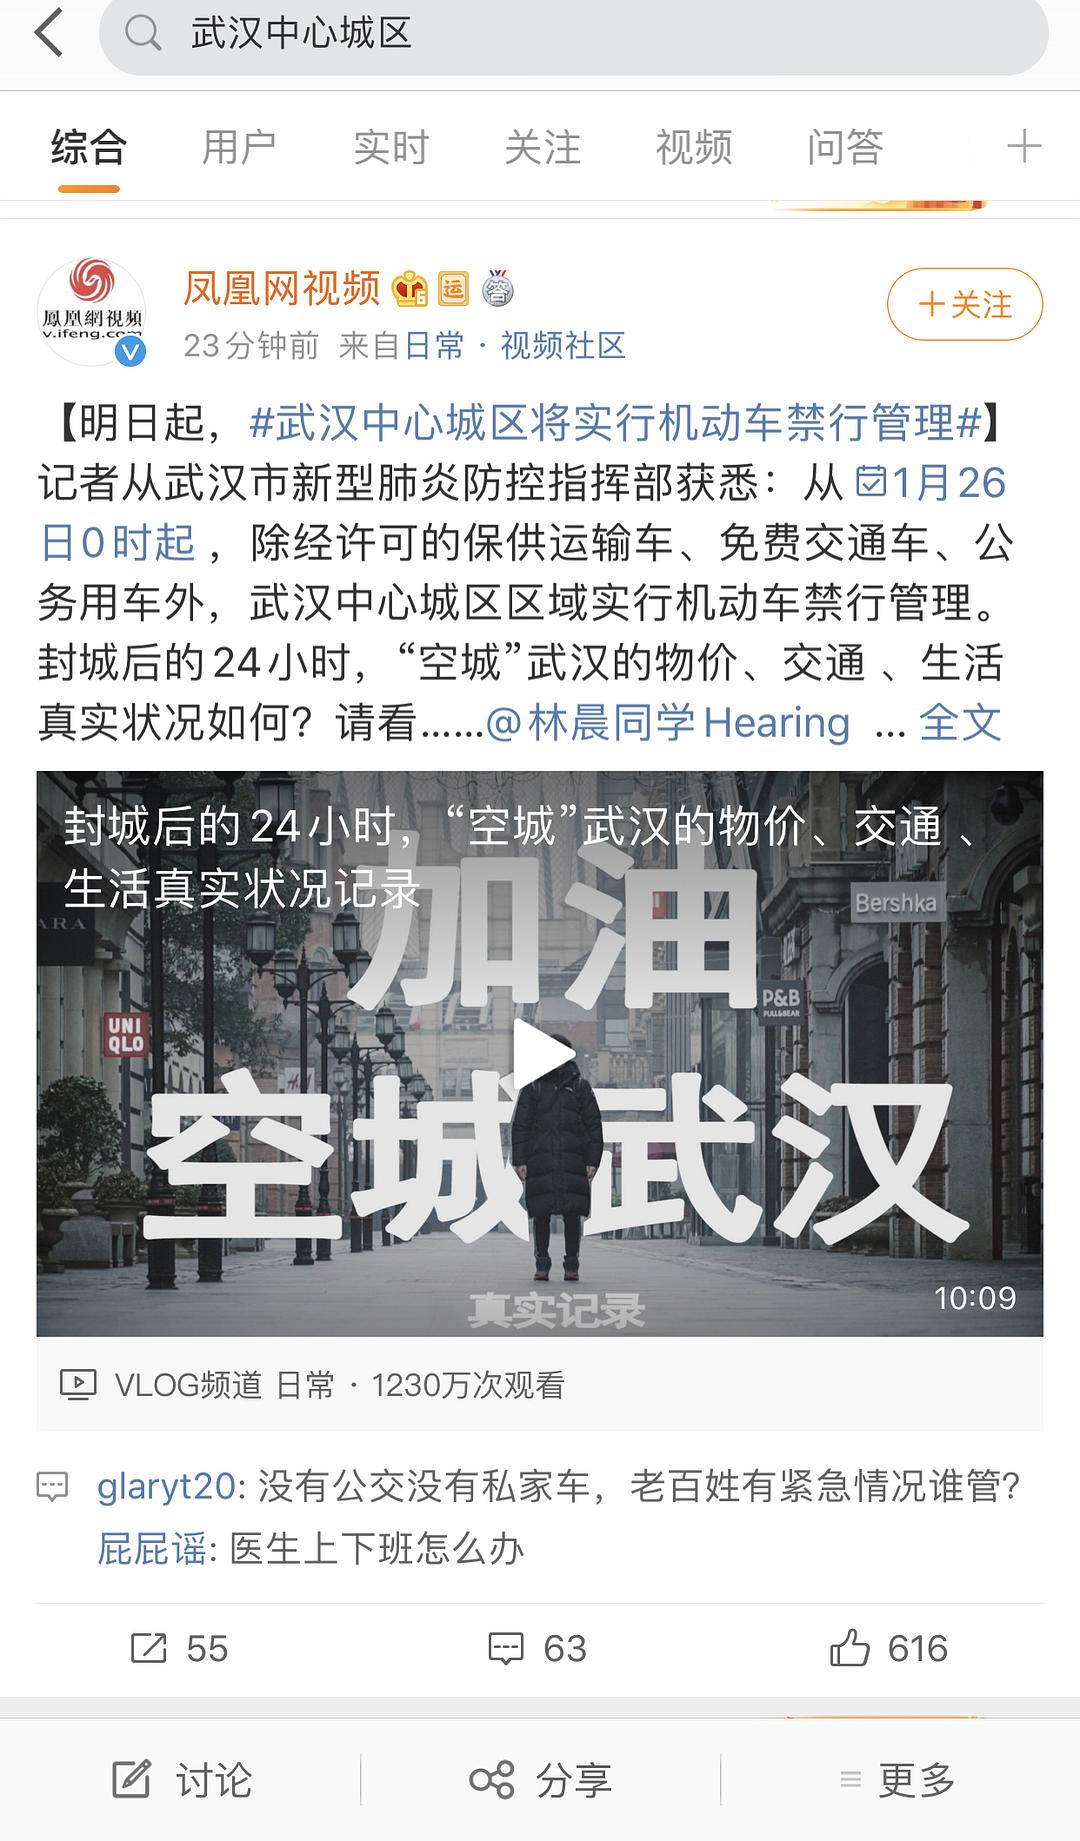 武汉中心城区
综合 用户 实时 关注 视频 问答
鳳凰網視頻
v.ifeng.com
凤凰网视频 6 运 答
+关注
23分钟前 来自日常·视频社区
【明日起，#武汉中心城区将实行机动车禁行管理#】
记者从武汉市新型肺炎防控指挥部获悉：从 1月26
日0时起，除经许可的保供运输车、免费交通车、公
务用车外，武汉中心城区区域实行机动车禁行管理。
封城后的24小时，“空城”武汉的物价、交通 、生活
真实状况如何？请看……@林晨同学Hearing ... 全文
封城后的24小时，“空城”武汉的物价、交通 、
生活真实状况记录
加油
ARA
Bershka
P&B
PULL&BEAR
UNI
QLO
H&M
空城武汉
真实记录
10:09
VLOG频道 日常 · 1230万次观看
glaryt20: 没有公交没有私家车，老百姓有紧急情况谁管？
屁屁谣: 医生上下班怎么办
55 63 616
讨论 分享 更多